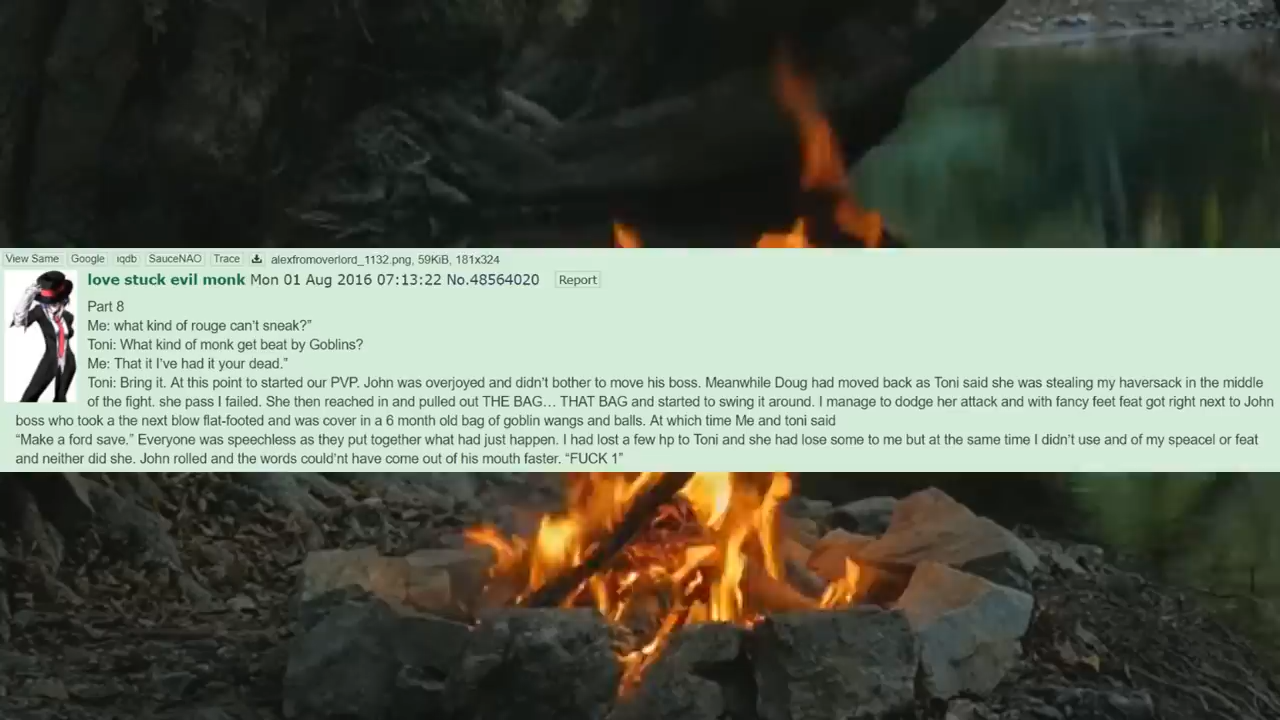 View Same Google iqdb SauceNAO Trace alexfromoverlord_1132.png, 59KiB, 181x324
love stuck evil monk Mon 01 Aug 2016 07:13:22 No.48564020 Report
Part 8
Me: what kind of rouge can't sneak?”
Toni: What kind of monk get beat by Goblins?
Me: That it I've had it your dead.”
Toni: Bring it. At this point to started our PVP. John was overjoyed and didn't bother to move his boss. Meanwhile Doug had moved back as Toni said she was stealing my haversack in the middle
of the fight. she pass I failed. She then reached in and pulled out THE BAG… THAT BAG and started to swing it around. I manage to dodge her attack and with fancy feet feat got right next to John
boss who took a the next blow flat-footed and was cover in a 6 month old bag of goblin wangs and balls. At which time Me and toni said
“Make a ford save.” Everyone was speechless as they put together what had just happen. I had lost a few hp to Toni and she had lose some to me but at the same time I didn't use and of my speacel or feat
and neither did she. John rolled and the words could'nt have come out of his mouth faster. “FUCK 1”